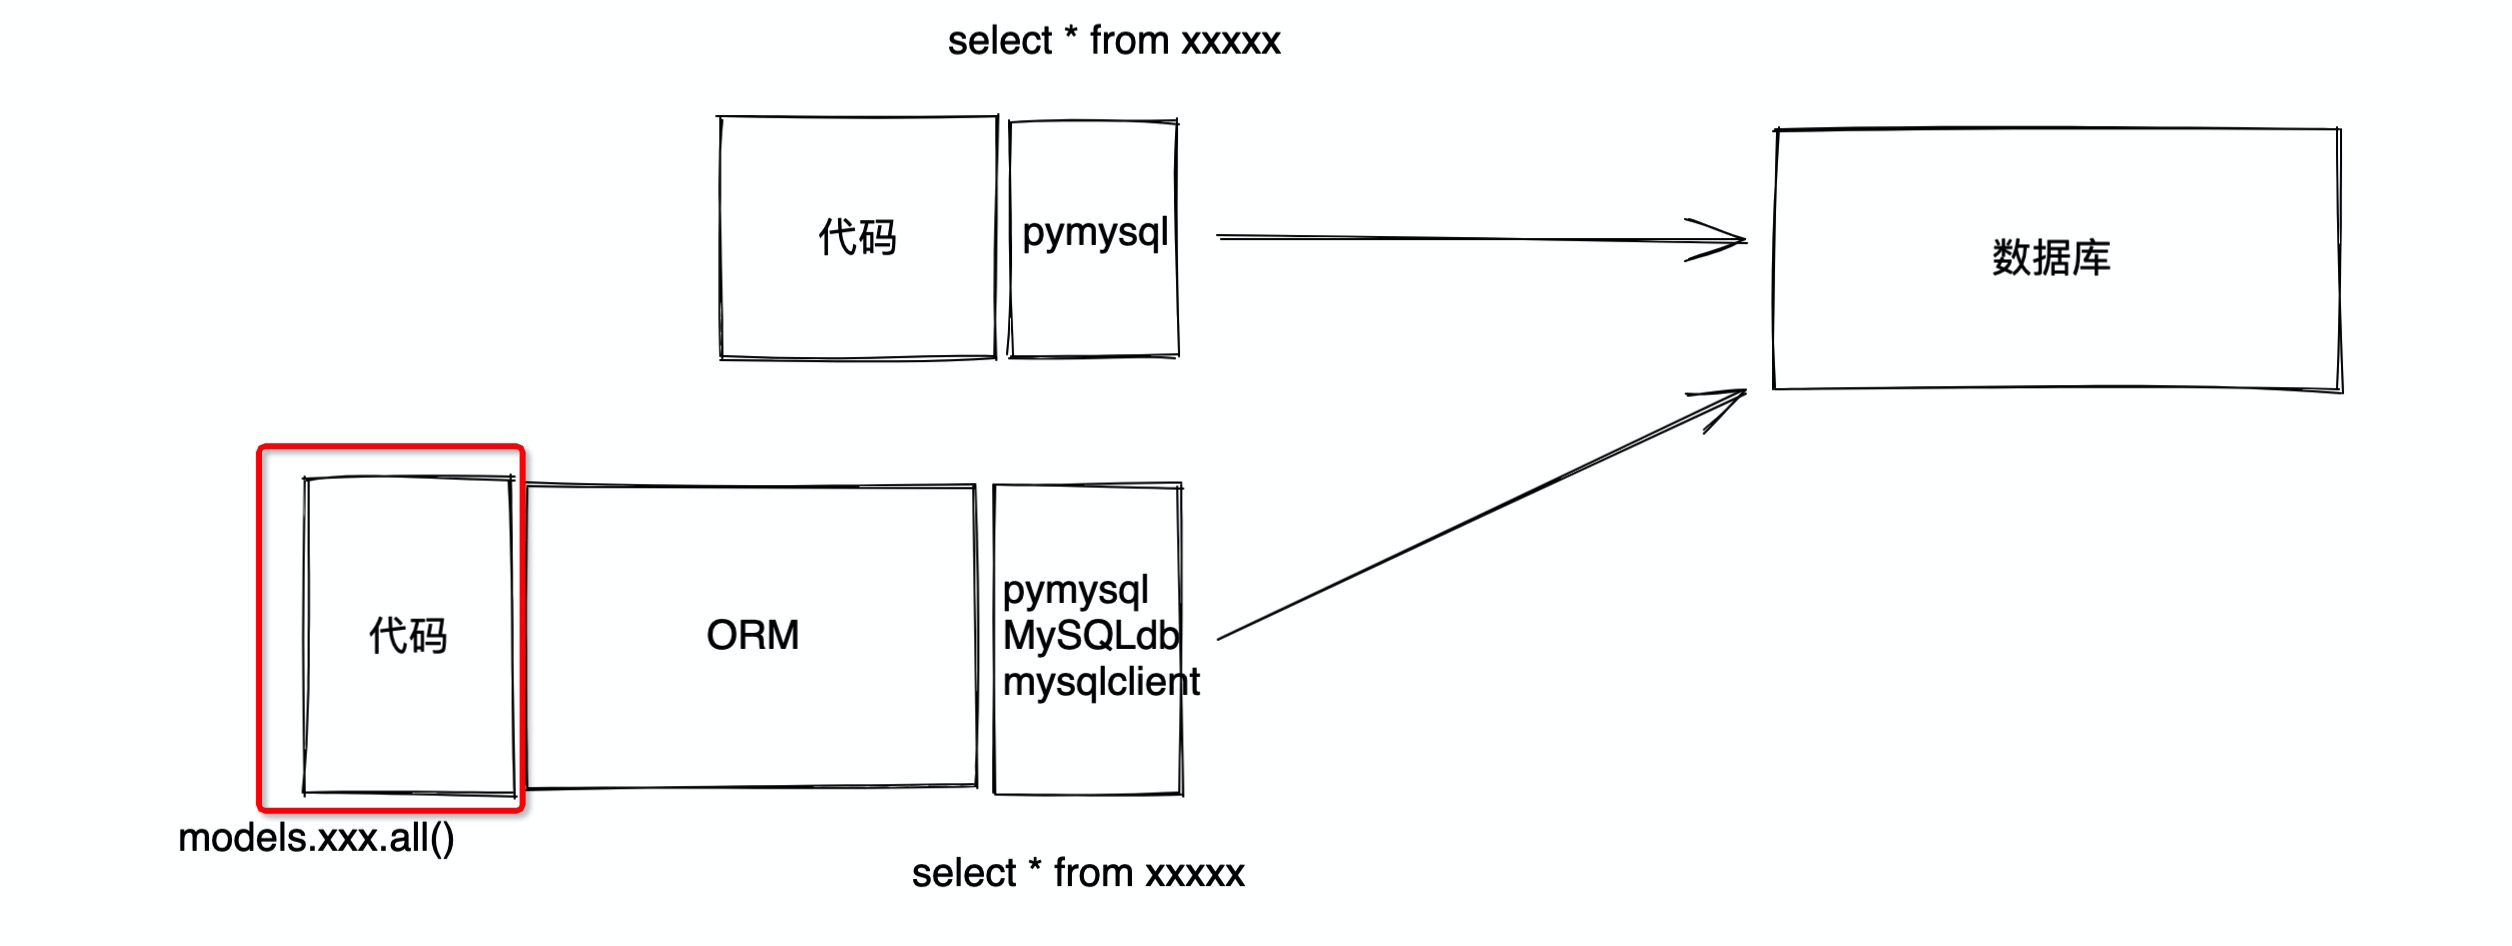 select * from xxxxx
代码
pymysql
数据库
代码
ORM
pymysql
MySQLdb
mysqlclient
models.xxx.all()
select * from xxxxx